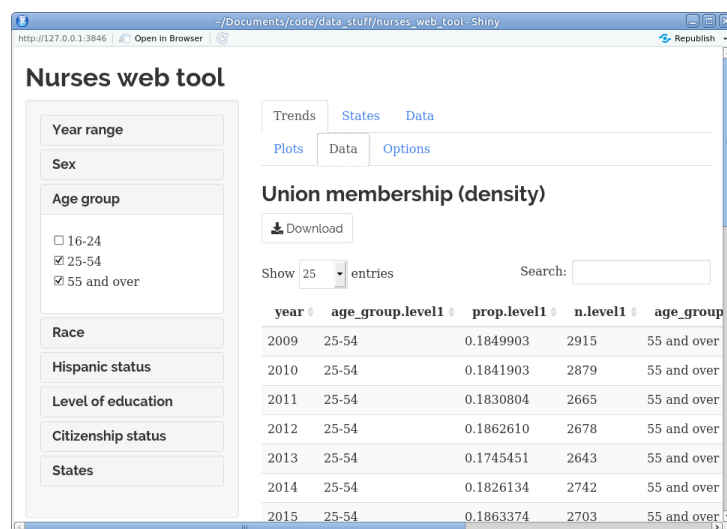 ~/Documents/code/data_stuff/nurses_web_tool - Shiny
http://127.0.0.1:3846 Open in Browser Republish
Nurses web tool
Year range
Sex
Age group
16-24
25-54
55 and over
Race
Hispanic status
Level of education
Citizenship status
States
Trends States Data
Plots Data Options
Union membership (density)
Download
Show 25 entries Search:
year age_group.level1 prop.level1 n.level1 age_group
2009 25-54 0.1849903 2915 55 and over
2010 25-54 0.1841903 2879 55 and over
2011 25-54 0.1830804 2665 55 and over
2012 25-54 0.1862610 2678 55 and over
2013 25-54 0.1745451 2643 55 and over
2014 25-54 0.1826134 2742 55 and over
2015 25-54 0.1863374 2703 55 and over